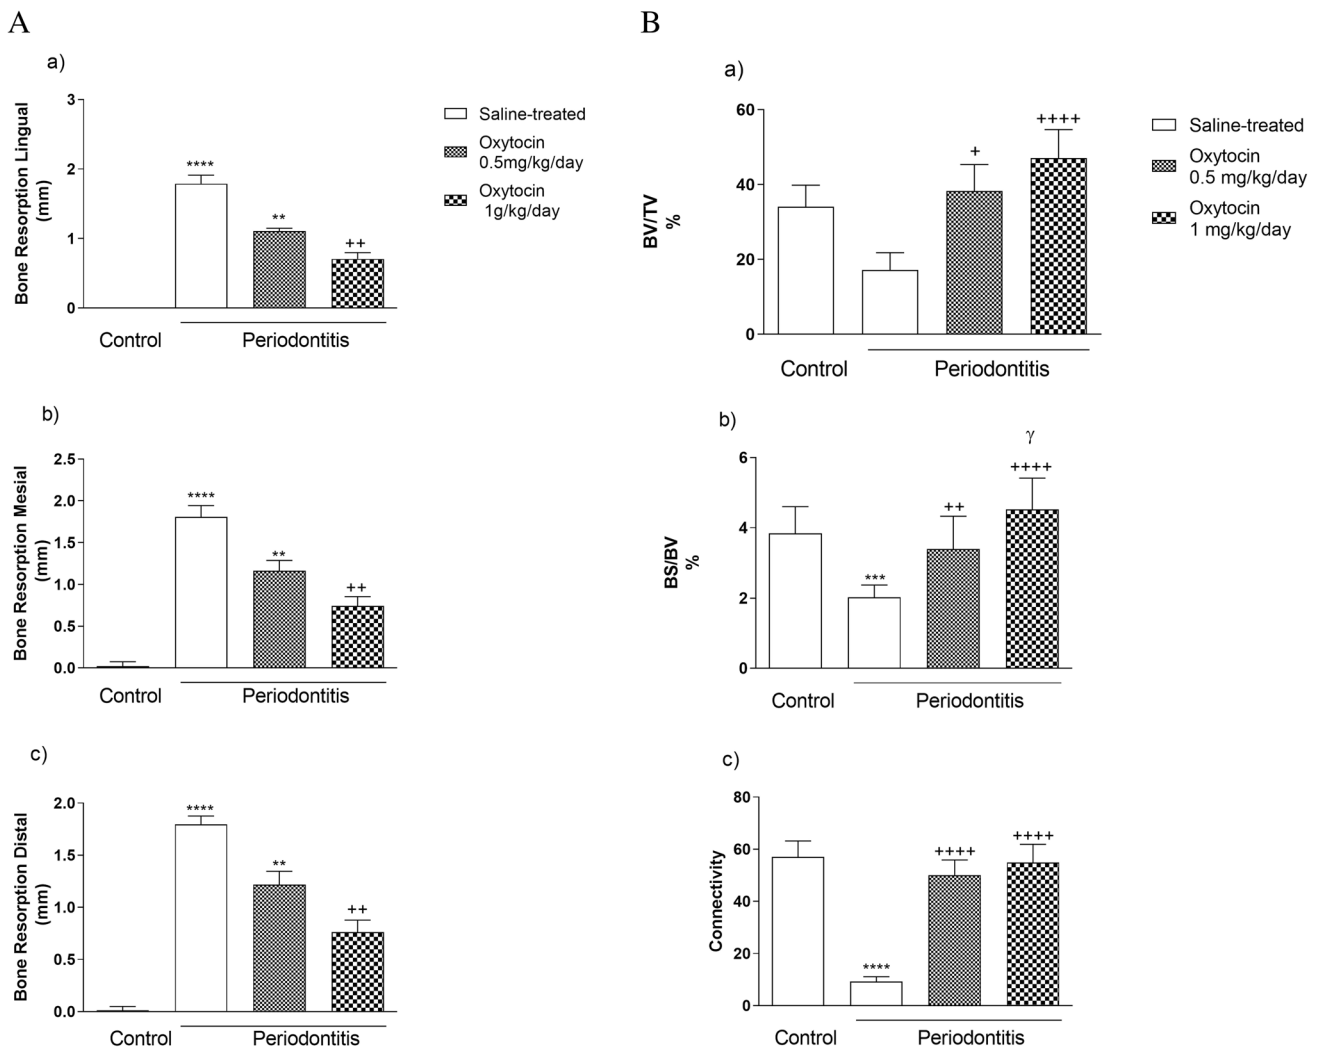 A
a)
Bone Resorption Lingual
(mm)
3
2
1
0
****
**
++
Control
Periodontitis
Saline-treated
Oxytocin
0.5mg/kg/day
Oxytocin
1g/kg/day
b)
Bone Resorption Mesial
(mm)
2.5
2.0
1.5
1.0
0.5
0.0
****
**
++
Control
Periodontitis
c)
Bone Resorption Distal
(mm)
2.0
1.5
1.0
0.5
0.0
****
**
++
Control
Periodontitis
B
a)
BV/TV
%
60
40
20
0
+
++++
Control
Periodontitis
Saline-treated
Oxytocin
0.5 mg/kg/day
Oxytocin
1 mg/kg/day
b)
BS/BV
%
6
4
2
0
***
++
γ
++++
Control
Periodontitis
c)
Connectivity
80
60
40
20
0
****
++++
++++
Control
Periodontitis